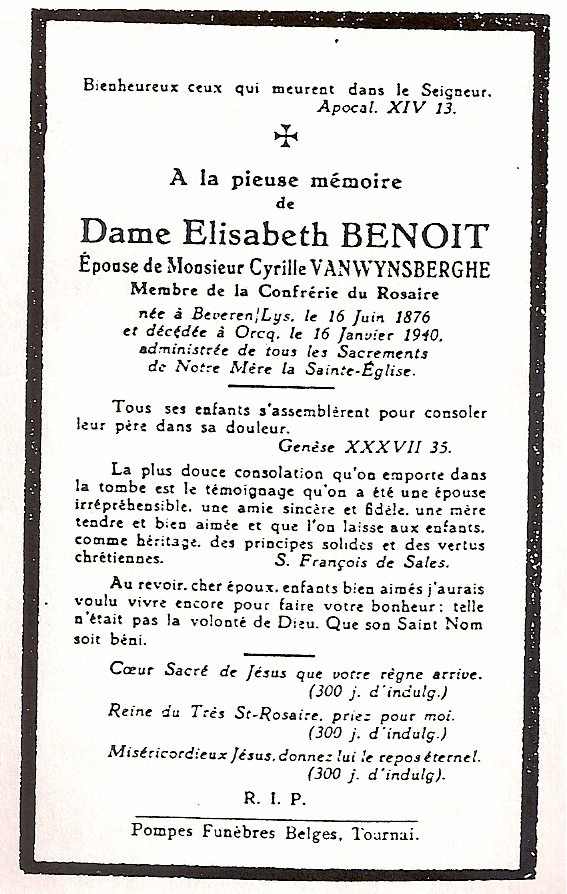 Bienheureux ceux qui meurent dans le Seigneur.
Apocal. XIV 13.
A la pieuse mémoire
de
Dame Elisabeth BENOIT
Épouse de Monsieur Cyrille VANWYNSBERGHE
Membre de la Confrérie du Rosaire
née à Beveren/Lys, le 16 Juin 1876
et décédée à Orcq, le 16 Janvier 1940,
administrée de tous les Sacrements
de Notre Mère la Sainte-Église.
Tous ses enfants s'assemblèrent pour consoler
leur père dans sa douleur.
Genèse XXXVII 35.
La plus douce consolation qu'on emporte dans
la tombe est le témoignage qu'on a été une épouse
irrépréhensible, une amie sincère et fidèle, une mère
tendre et bien aimée et que l'on laisse aux enfants,
comme héritage, des principes solides et des vertus
chrétiennes. S. François de Sales.
Au revoir, cher époux, enfants bien aimés j'aurais
voulu vivre encore pour faire votre bonheur : telle
n'était pas la volonté de Dieu. Que son Saint Nom
soit béni.
Cœur Sacré de Jésus que votre règne arrive.
(300 j. d'indulg.)
Reine du Très St-Rosaire, priez pour moi.
(300 j. d'indulg.)
Miséricordieux Jésus, donnez lui le repos éternel.
(300 j. d'indulg).
R. I. P.
Pompes Funèbres Belges, Tournai.